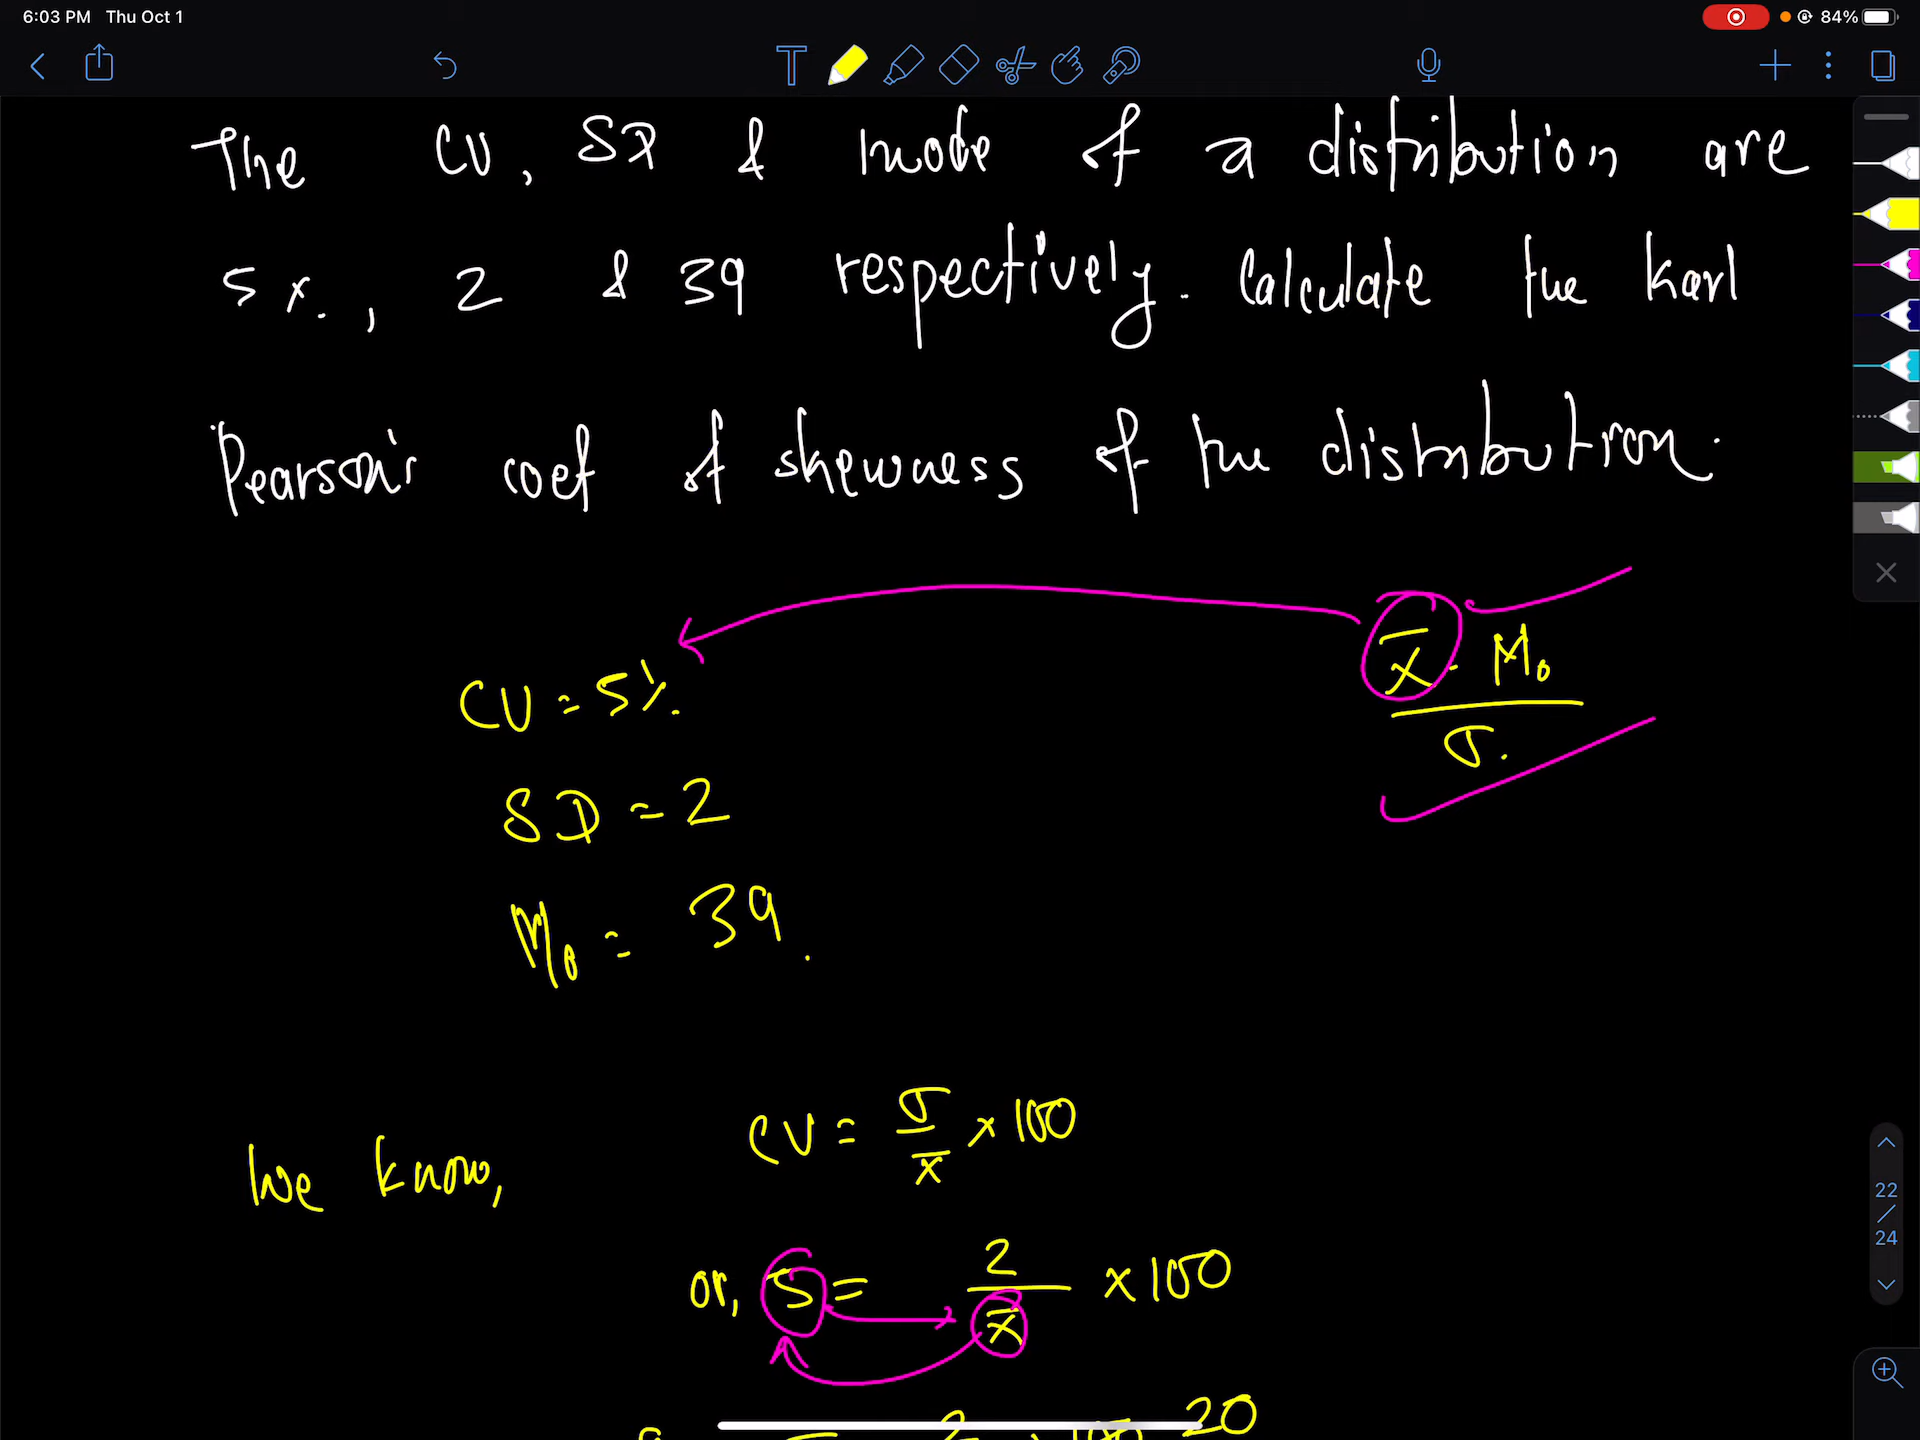 6:03 PM Thu Oct 1
84%
The CV, SD & mode of a distribution are
5 %. , 2 & 39 respectively. Calculate the Karl
Pearson's coef of skewness of the distribution.
x̄ - M₀
σ.
CV = 5%.
SD = 2
M₀ = 39.
We know, CV = σ/x̄ × 100
or, 5 = 2/x̄ × 100
20
22
/
24